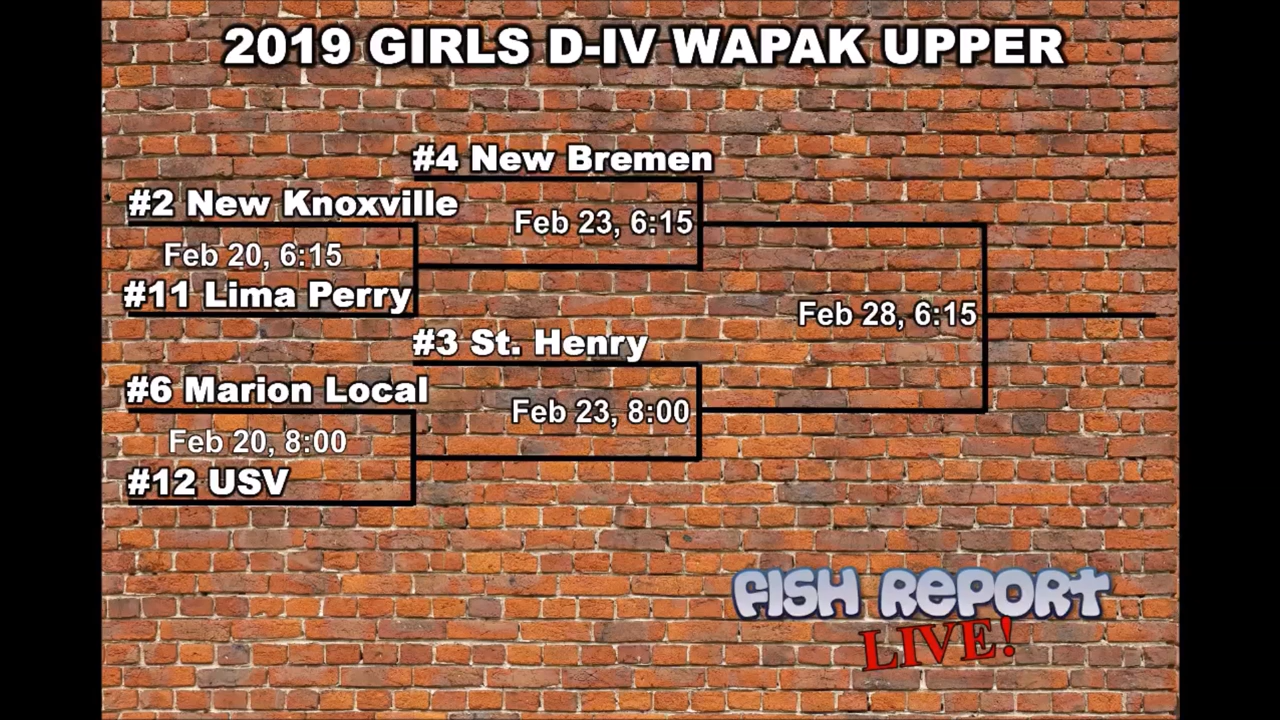 2019 GIRLS D-IV WAPAK UPPER
#4 New Bremen
#2 New Knoxville
Feb 23, 6:15
Feb 20, 6:15
#11 Lima Perry
Feb 28, 6:15
#3 St. Henry
#6 Marion Local
Feb 23, 8:00
Feb 20, 8:00
#12 USV
FISH REPORT
LIVE!